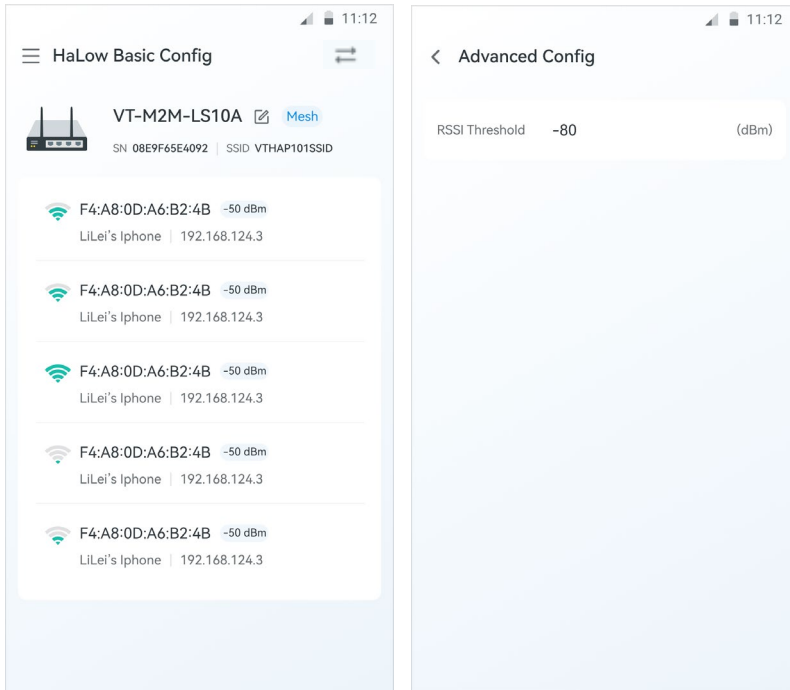 11:12
HaLow Basic Config
VT-M2M-LS10A Mesh
SN 08E9F65E4092 SSID VTHAP101SSID
F4:A8:0D:A6:B2:4B -50 dBm
LiLei's Iphone 192.168.124.3
F4:A8:0D:A6:B2:4B -50 dBm
LiLei's Iphone 192.168.124.3
F4:A8:0D:A6:B2:4B -50 dBm
LiLei's Iphone 192.168.124.3
F4:A8:0D:A6:B2:4B -50 dBm
LiLei's Iphone 192.168.124.3
F4:A8:0D:A6:B2:4B -50 dBm
LiLei's Iphone 192.168.124.3
11:12
Advanced Config
RSSI Threshold -80 (dBm)